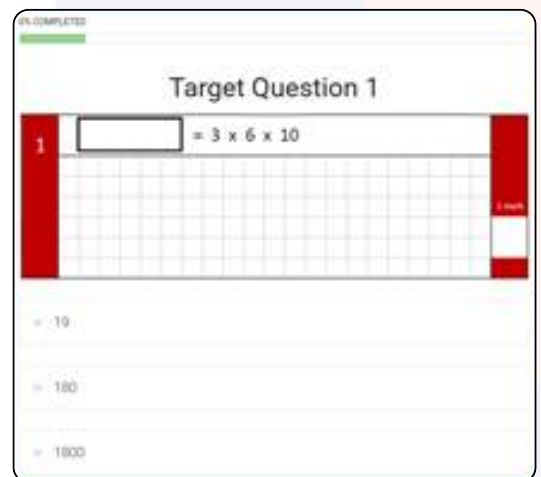 0% COMPLETED
Target Question 1
1
= 3 x 6 x 10
1 mark
19
180
1800